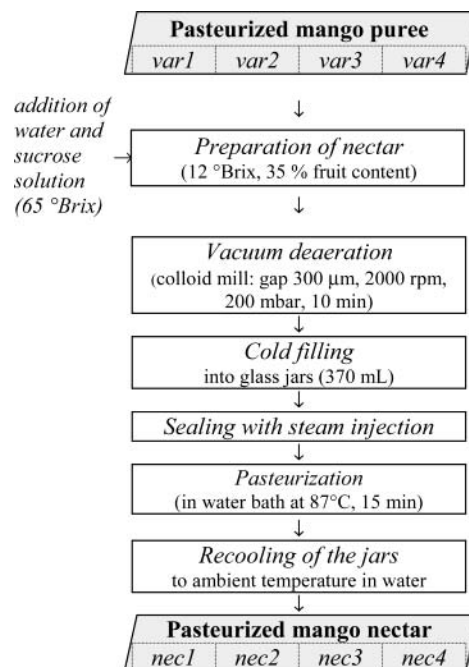 Pasteurized mango puree
var1 var2 var3 var4
addition of
water and
sucrose
solution
(65 °Brix)
Preparation of nectar
(12 °Brix, 35 % fruit content)
Vacuum deaeration
(colloid mill: gap 300 μm, 2000 rpm,
200 mbar, 10 min)
Cold filling
into glass jars (370 mL)
Sealing with steam injection
Pasteurization
(in water bath at 87°C, 15 min)
Recooling of the jars
to ambient temperature in water
Pasteurized mango nectar
nec1 nec2 nec3 nec4